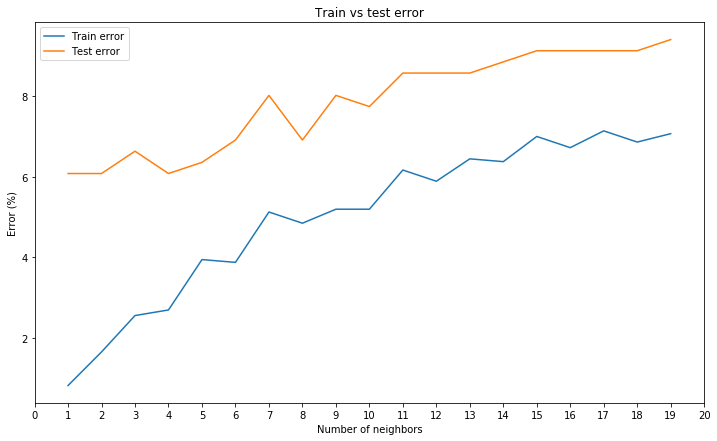 Train vs test error
Train error
Test error
Error (%)
8
6
4
2
0 1 2 3 4 5 6 7 8 9 10 11 12 13 14 15 16 17 18 19 20
Number of neighbors